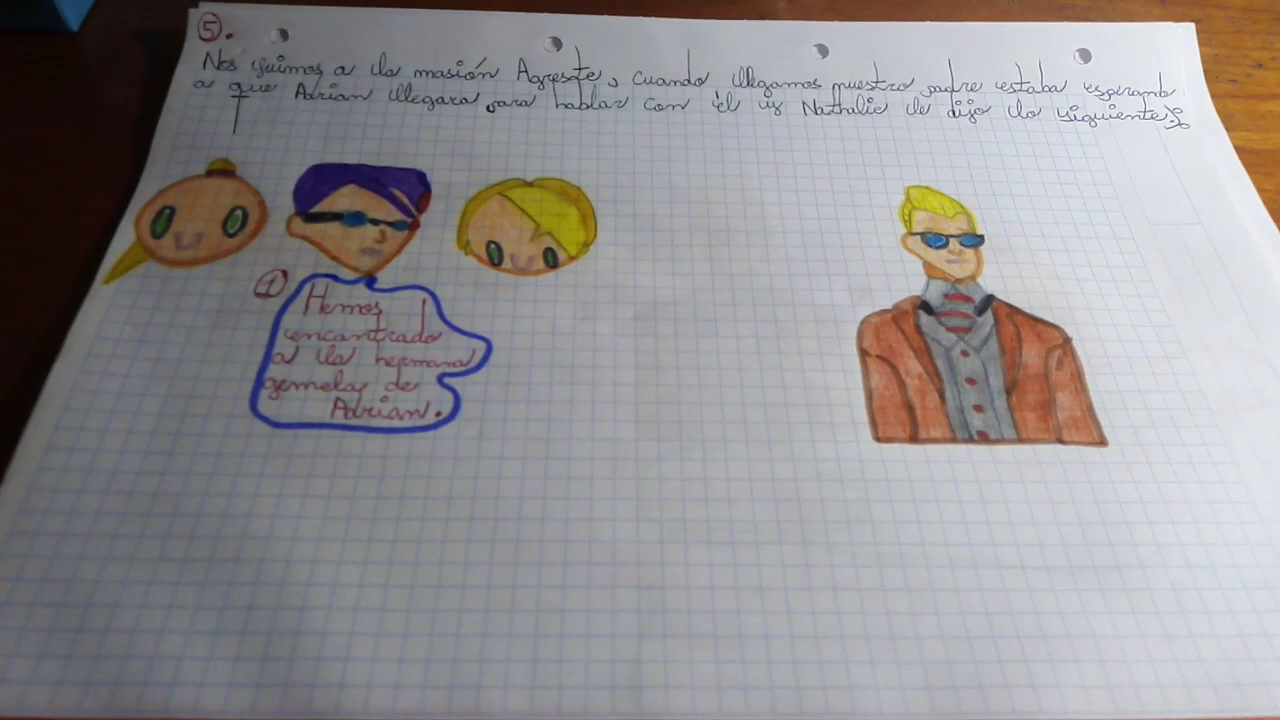 5.
Nos fuimos a la masión Agreste, cuando llegamos nuestro padre estaba esperando
a que Adrian llegara para hablar con él y Nathalie le dijo lo siguiente:
1
Hemos
encontrado
a la hermana
gemela de
Adrian.